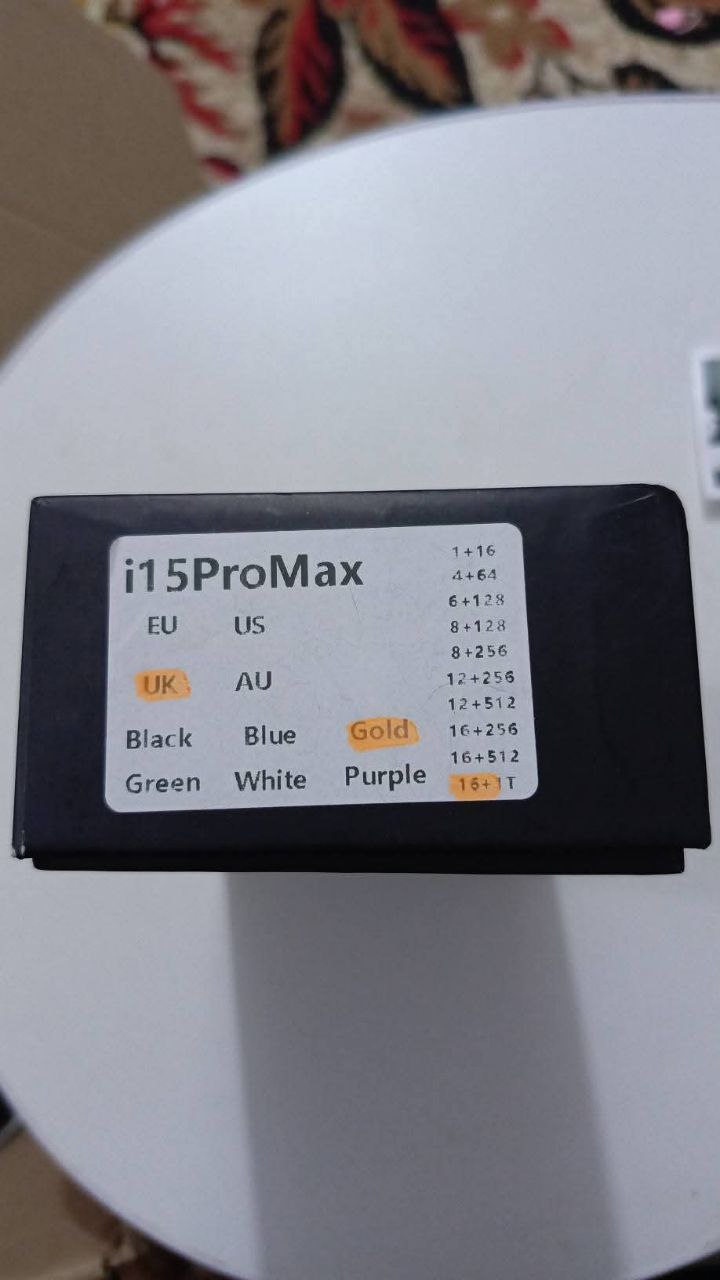 i15ProMax
EU US
UK AU
Black Blue Gold
Green White Purple
1+16
4+64
6+128
8+128
8+256
12+256
12+512
16+256
16+512
16+1T